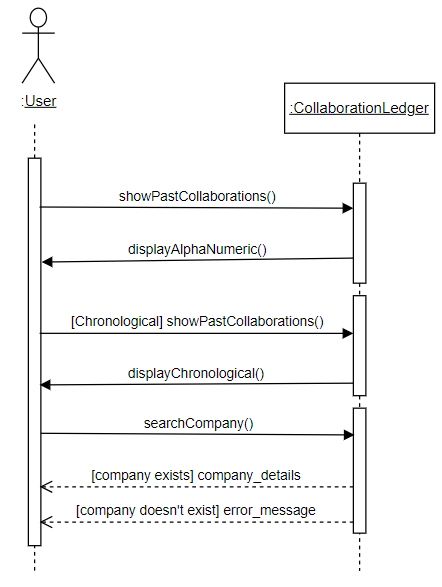 :User
:CollaborationLedger
showPastCollaborations()
displayAlphaNumeric()
[Chronological] showPastCollaborations()
displayChronological()
searchCompany()
[company exists] company_details
[company doesn't exist] error_message